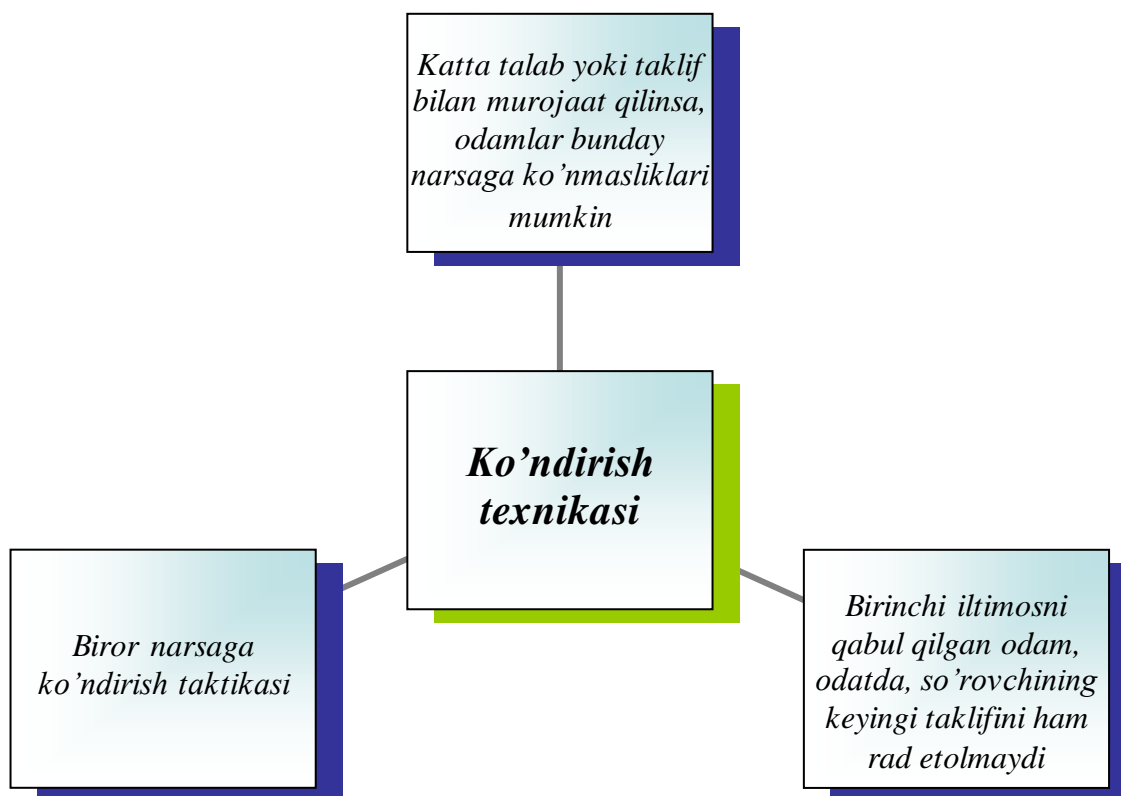 Katta talab yoki taklif
bilan murojaat qilinsa,
odamlar bunday
narsaga ko’nmasliklari
mumkin
Ko’ndirish
texnikasi
Biror narsaga
ko’ndirish taktikasi
Birinchi iltimosni
qabul qilgan odam,
odatda, so’rovchining
keyingi taklifini ham
rad etolmaydi